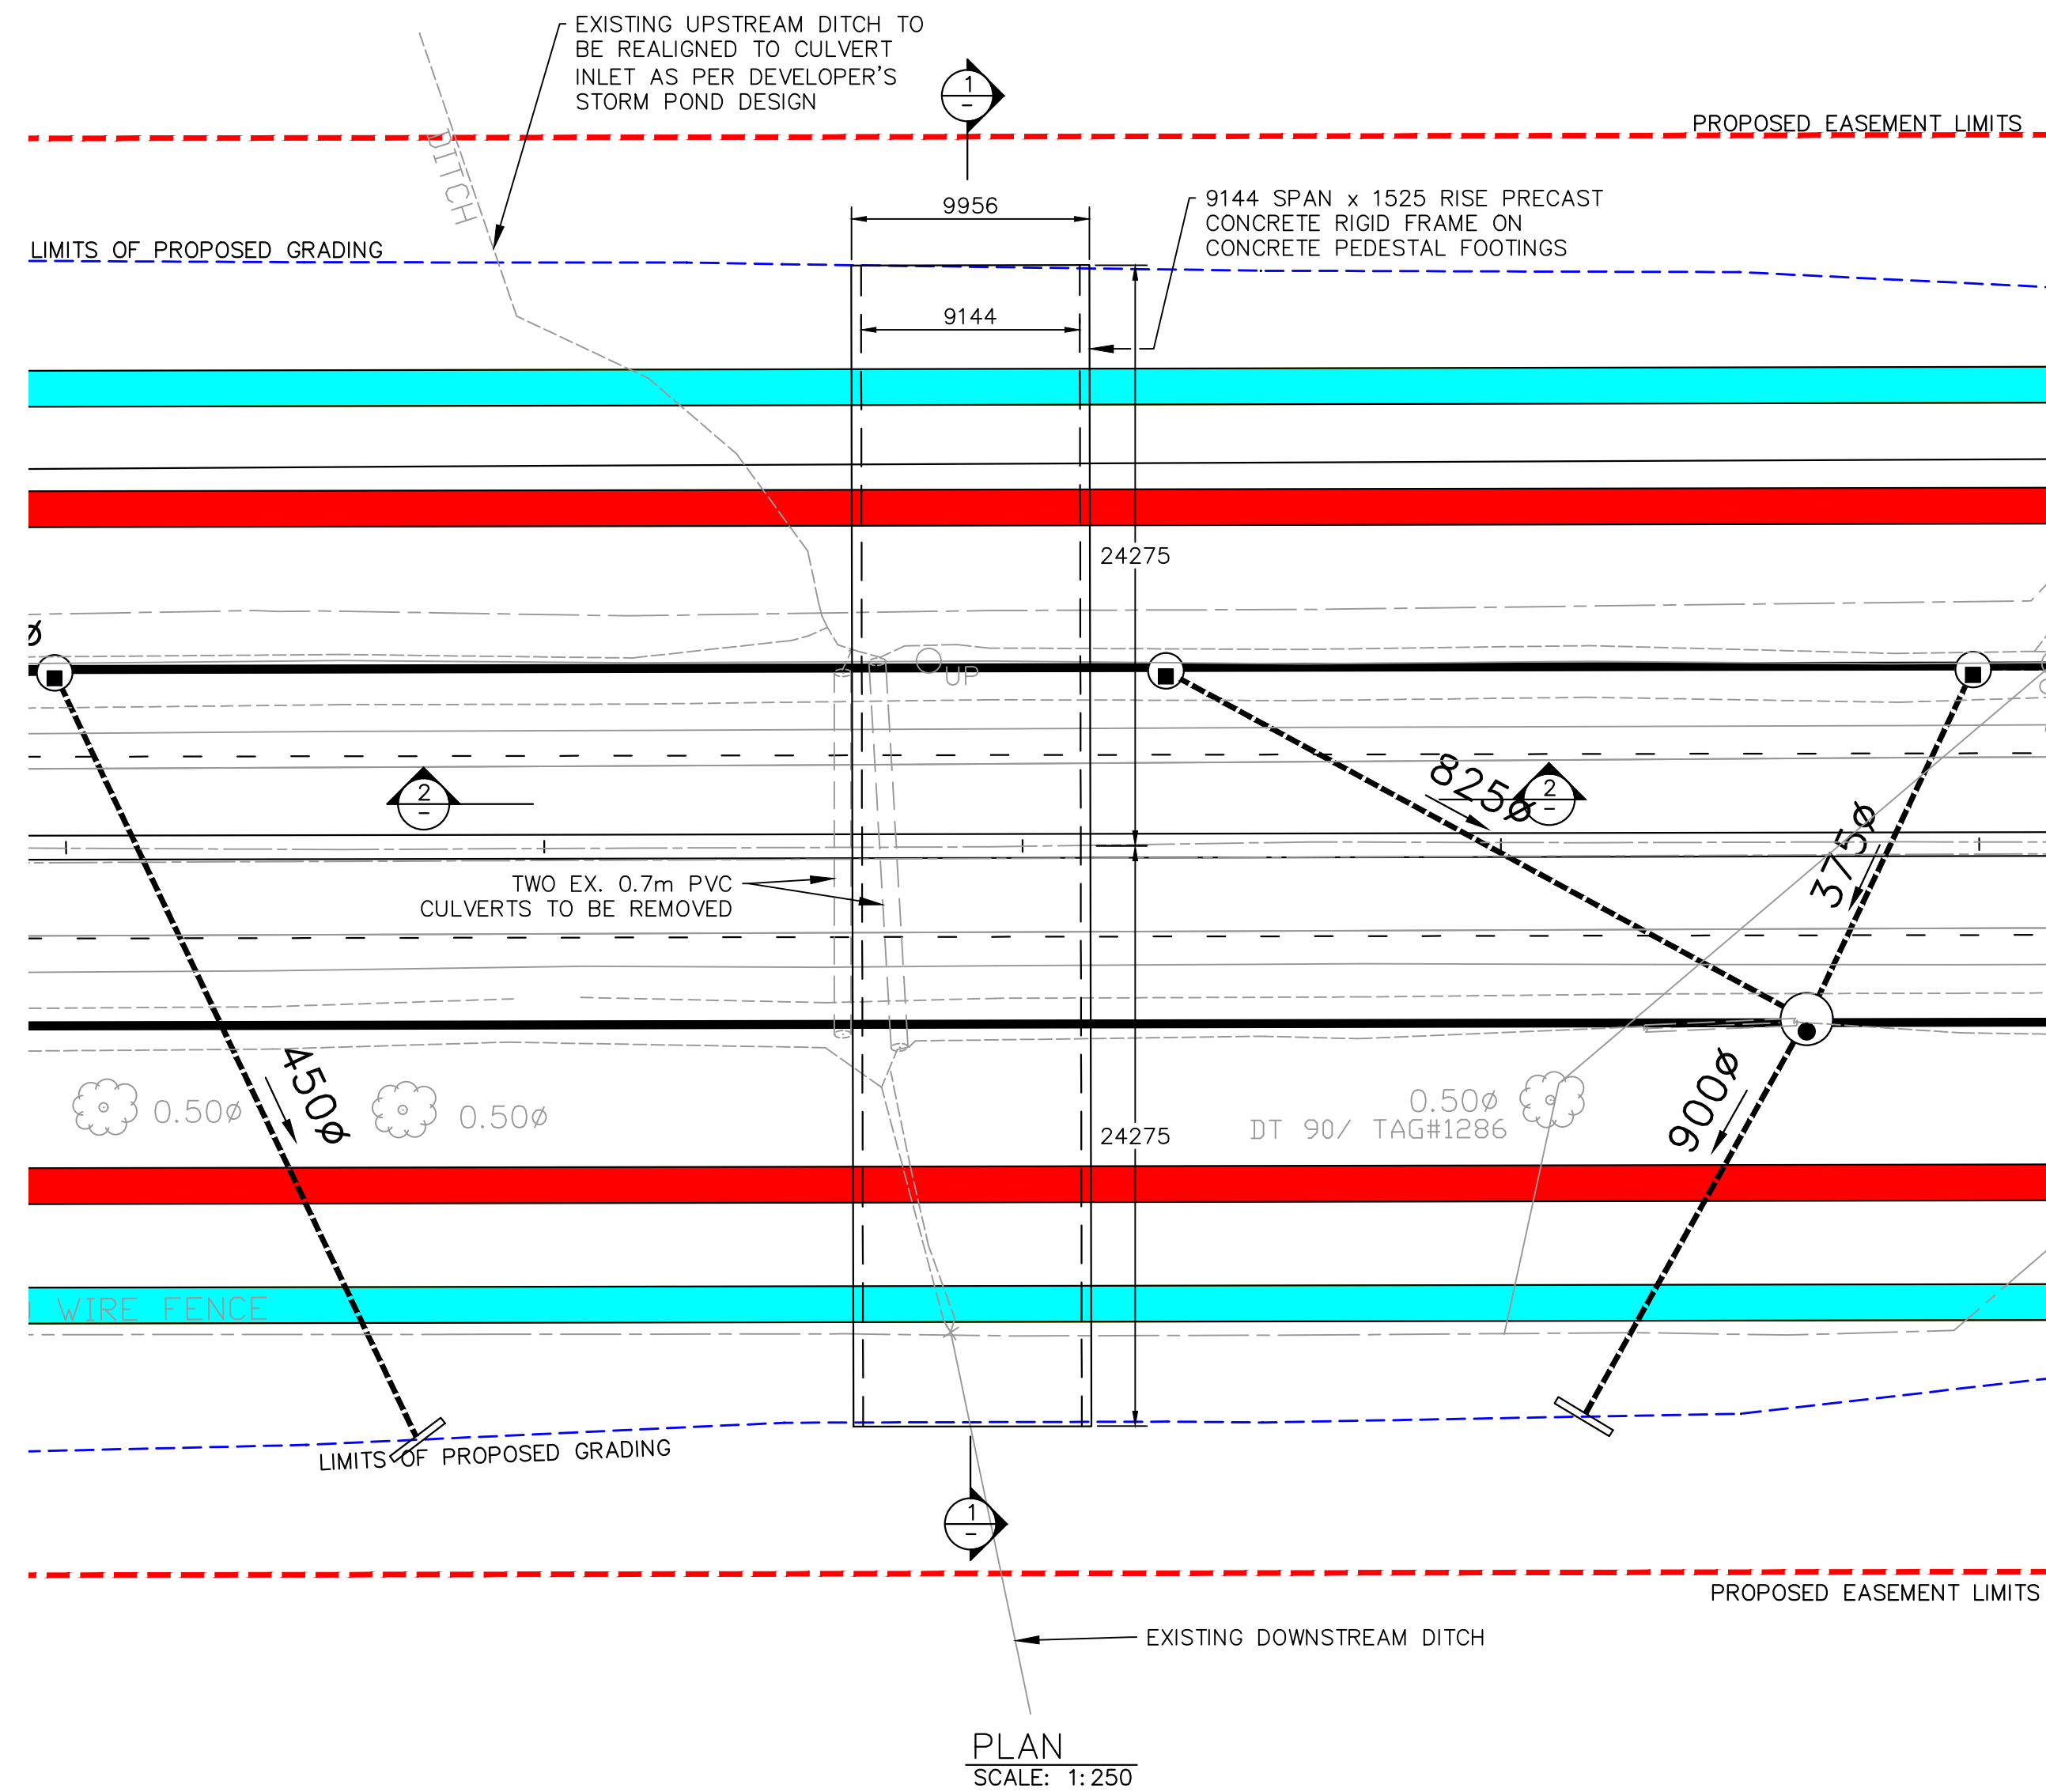 EXISTING UPSTREAM DITCH TO
BE REALIGNED TO CULVERT
INLET AS PER DEVELOPER'S
STORM POND DESIGN
1
-
PROPOSED EASEMENT LIMITS
DITCH
9956
9144 SPAN x 1525 RISE PRECAST
CONCRETE RIGID FRAME ON
CONCRETE PEDESTAL FOOTINGS
LIMITS OF PROPOSED GRADING
9144
24275
ø
UP
825ø
2
-
2
-
375ø
TWO EX. 0.7m PVC
CULVERTS TO BE REMOVED
450ø
0.50ø
0.50ø
0.50ø
DT 90/ TAG#1286
900ø
24275
WIRE FENCE
LIMITS OF PROPOSED GRADING
1
-
PROPOSED EASEMENT LIMITS
EXISTING DOWNSTREAM DITCH
PLAN
SCALE: 1:250